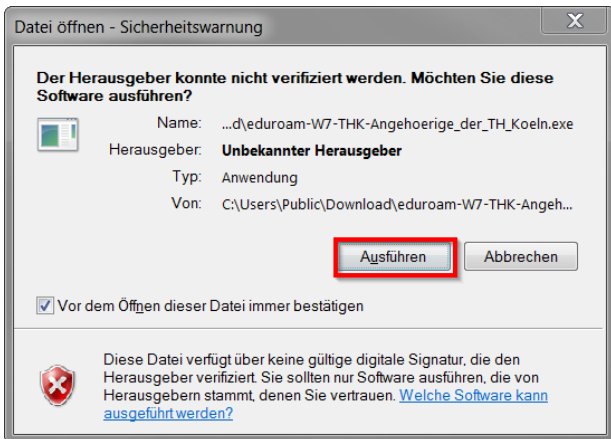 Datei öffnen - Sicherheitswarnung
Der Herausgeber konnte nicht verifiziert werden. Möchten Sie diese
Software ausführen?
Name: ...d\eduroam-W7-THK-Angehoerige_der_TH_Koeln.exe
Herausgeber: Unbekannter Herausgeber
Typ: Anwendung
Von: C:\Users\Public\Download\eduroam-W7-THK-Angeh...
Ausführen Abbrechen
Vor dem Öffnen dieser Datei immer bestätigen
Diese Datei verfügt über keine gültige digitale Signatur, die den
Herausgeber verifiziert. Sie sollten nur Software ausführen, die von
Herausgebern stammt, denen Sie vertrauen. Welche Software kann
ausgeführt werden?